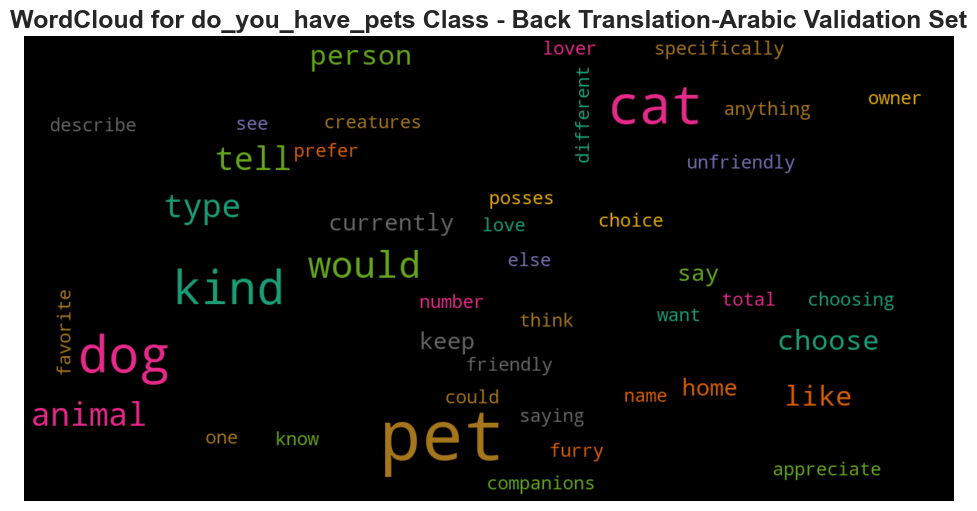 WordCloud for do_you_have_pets Class - Back Translation-Arabic Validation Set
person
lover
specifically
cat
different
anything
owner
describe
see
creatures
tell
prefer
unfriendly
type
posses
currently
love
choice
would
else
kind
say
favorite
number
total
choosing
think
want
keep
choose
dog
friendly
home
like
name
could
animal
saying
one
know
pet
furry
appreciate
companions